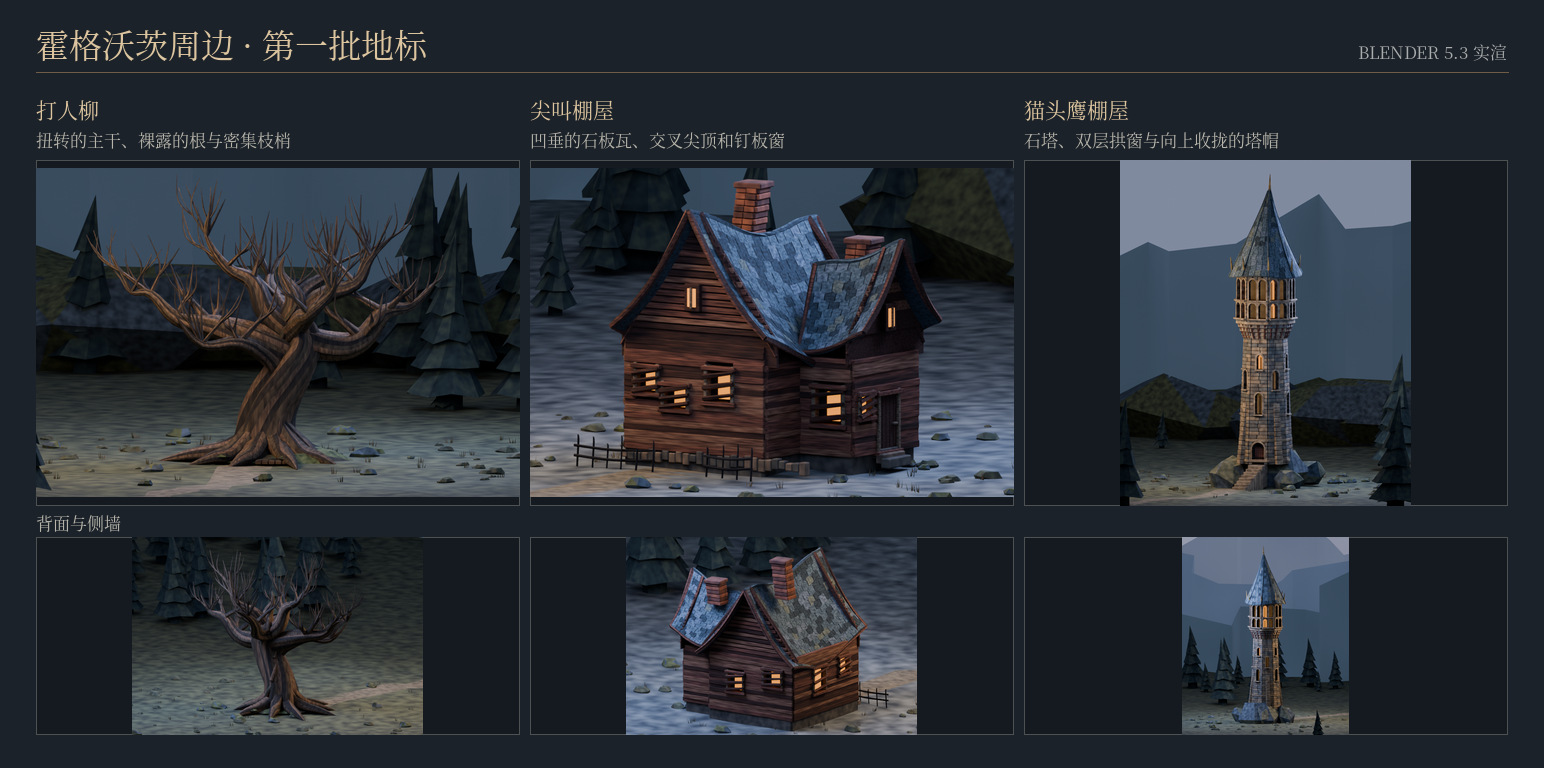 霍格沃茨周边 · 第一批地标
BLENDER 5.3 实渲
打人柳
扭转的主干、裸露的根与密集枝梢
尖叫棚屋
凹垂的石板瓦、交叉尖顶和钉板窗
猫头鹰棚屋
石塔、双层拱窗与向上收拢的塔帽
背面与侧墙